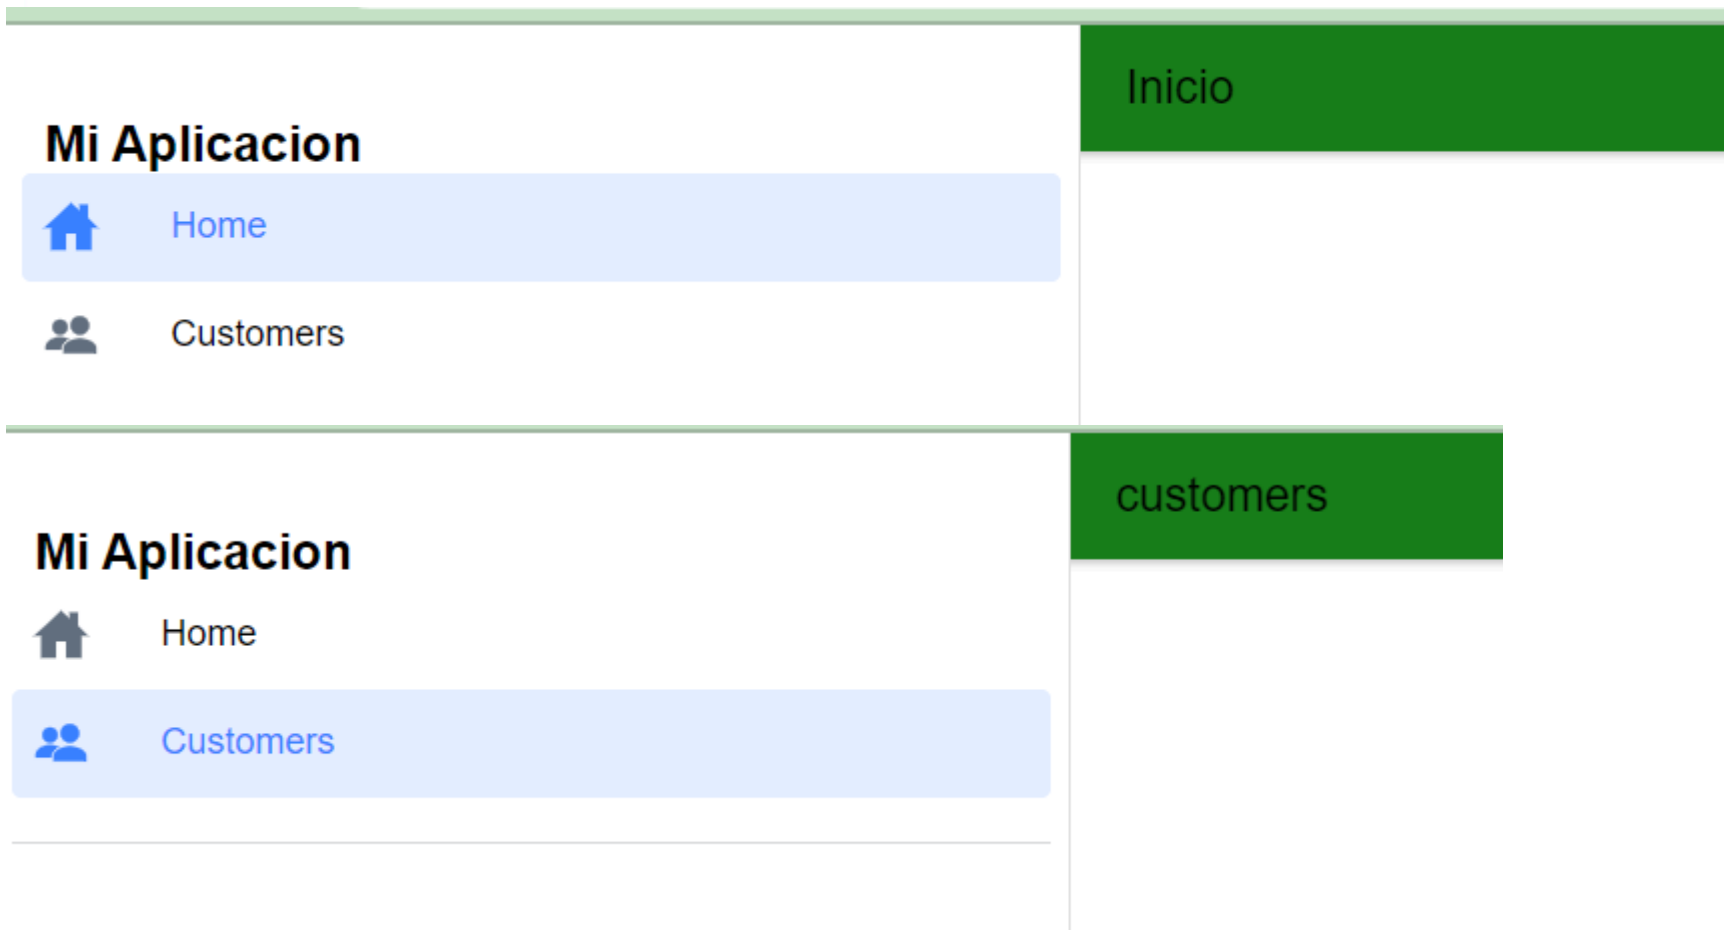 Inicio
Mi Aplicacion
Home
Customers
customers
Mi Aplicacion
Home
Customers